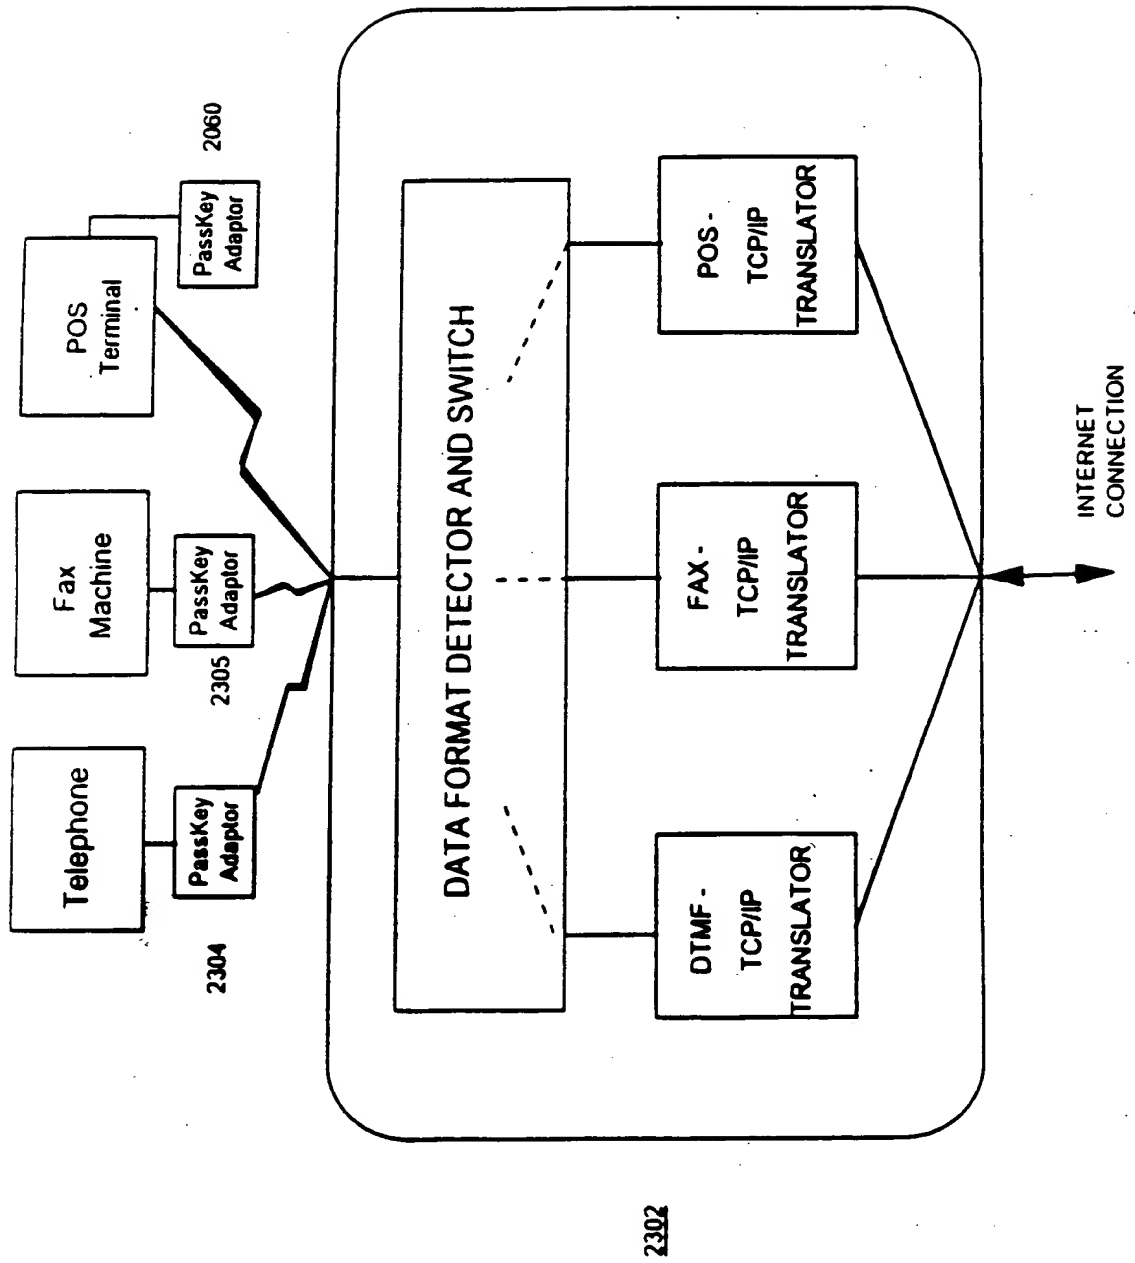 Telephone
Fax
Machine
POS
Terminal
PassKey
Adaptor
2304
PassKey
Adaptor
2305
PassKey
Adaptor
2060
DATA FORMAT DETECTOR AND SWITCH
DTMF-
TCP/IP
TRANSLATOR
FAX-
TCP/IP
TRANSLATOR
POS-
TCP/IP
TRANSLATOR
INTERNET
CONNECTION
2302